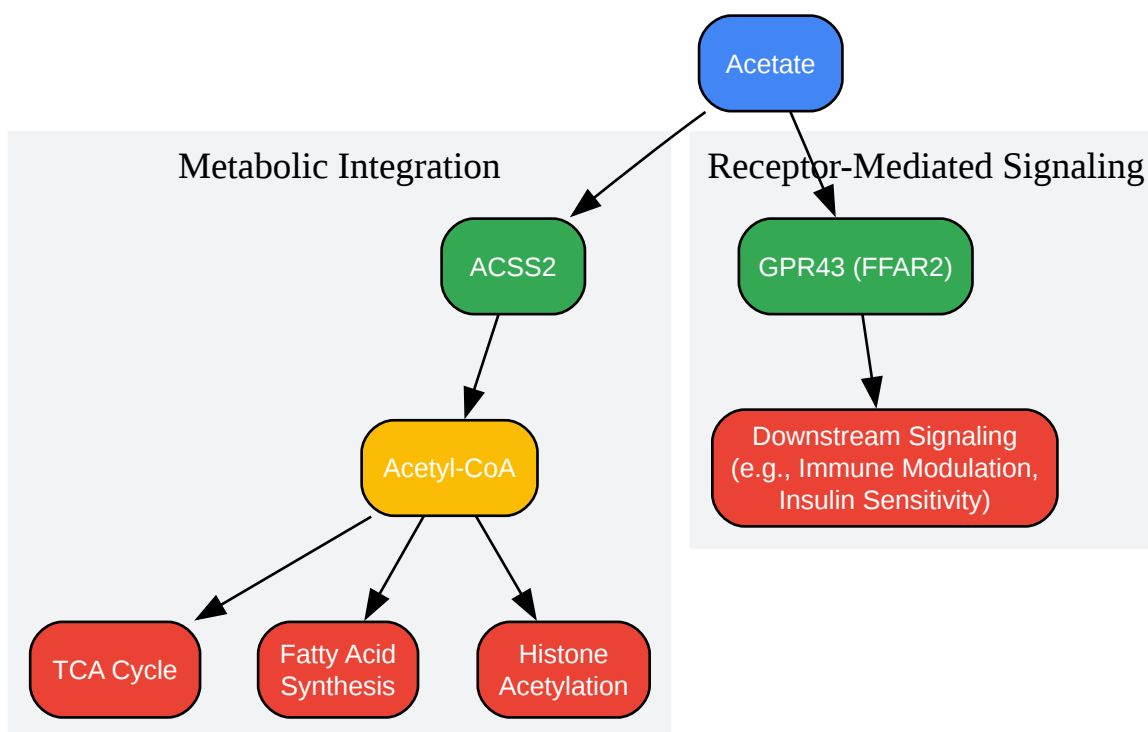 Acetate
Metabolic Integration
Receptor-Mediated Signaling
ACSS2
GPR43 (FFAR2)
Acetyl-CoA
Downstream Signaling
(e.g., Immune Modulation,
Insulin Sensitivity)
TCA Cycle
Fatty Acid
Synthesis
Histone
Acetylation